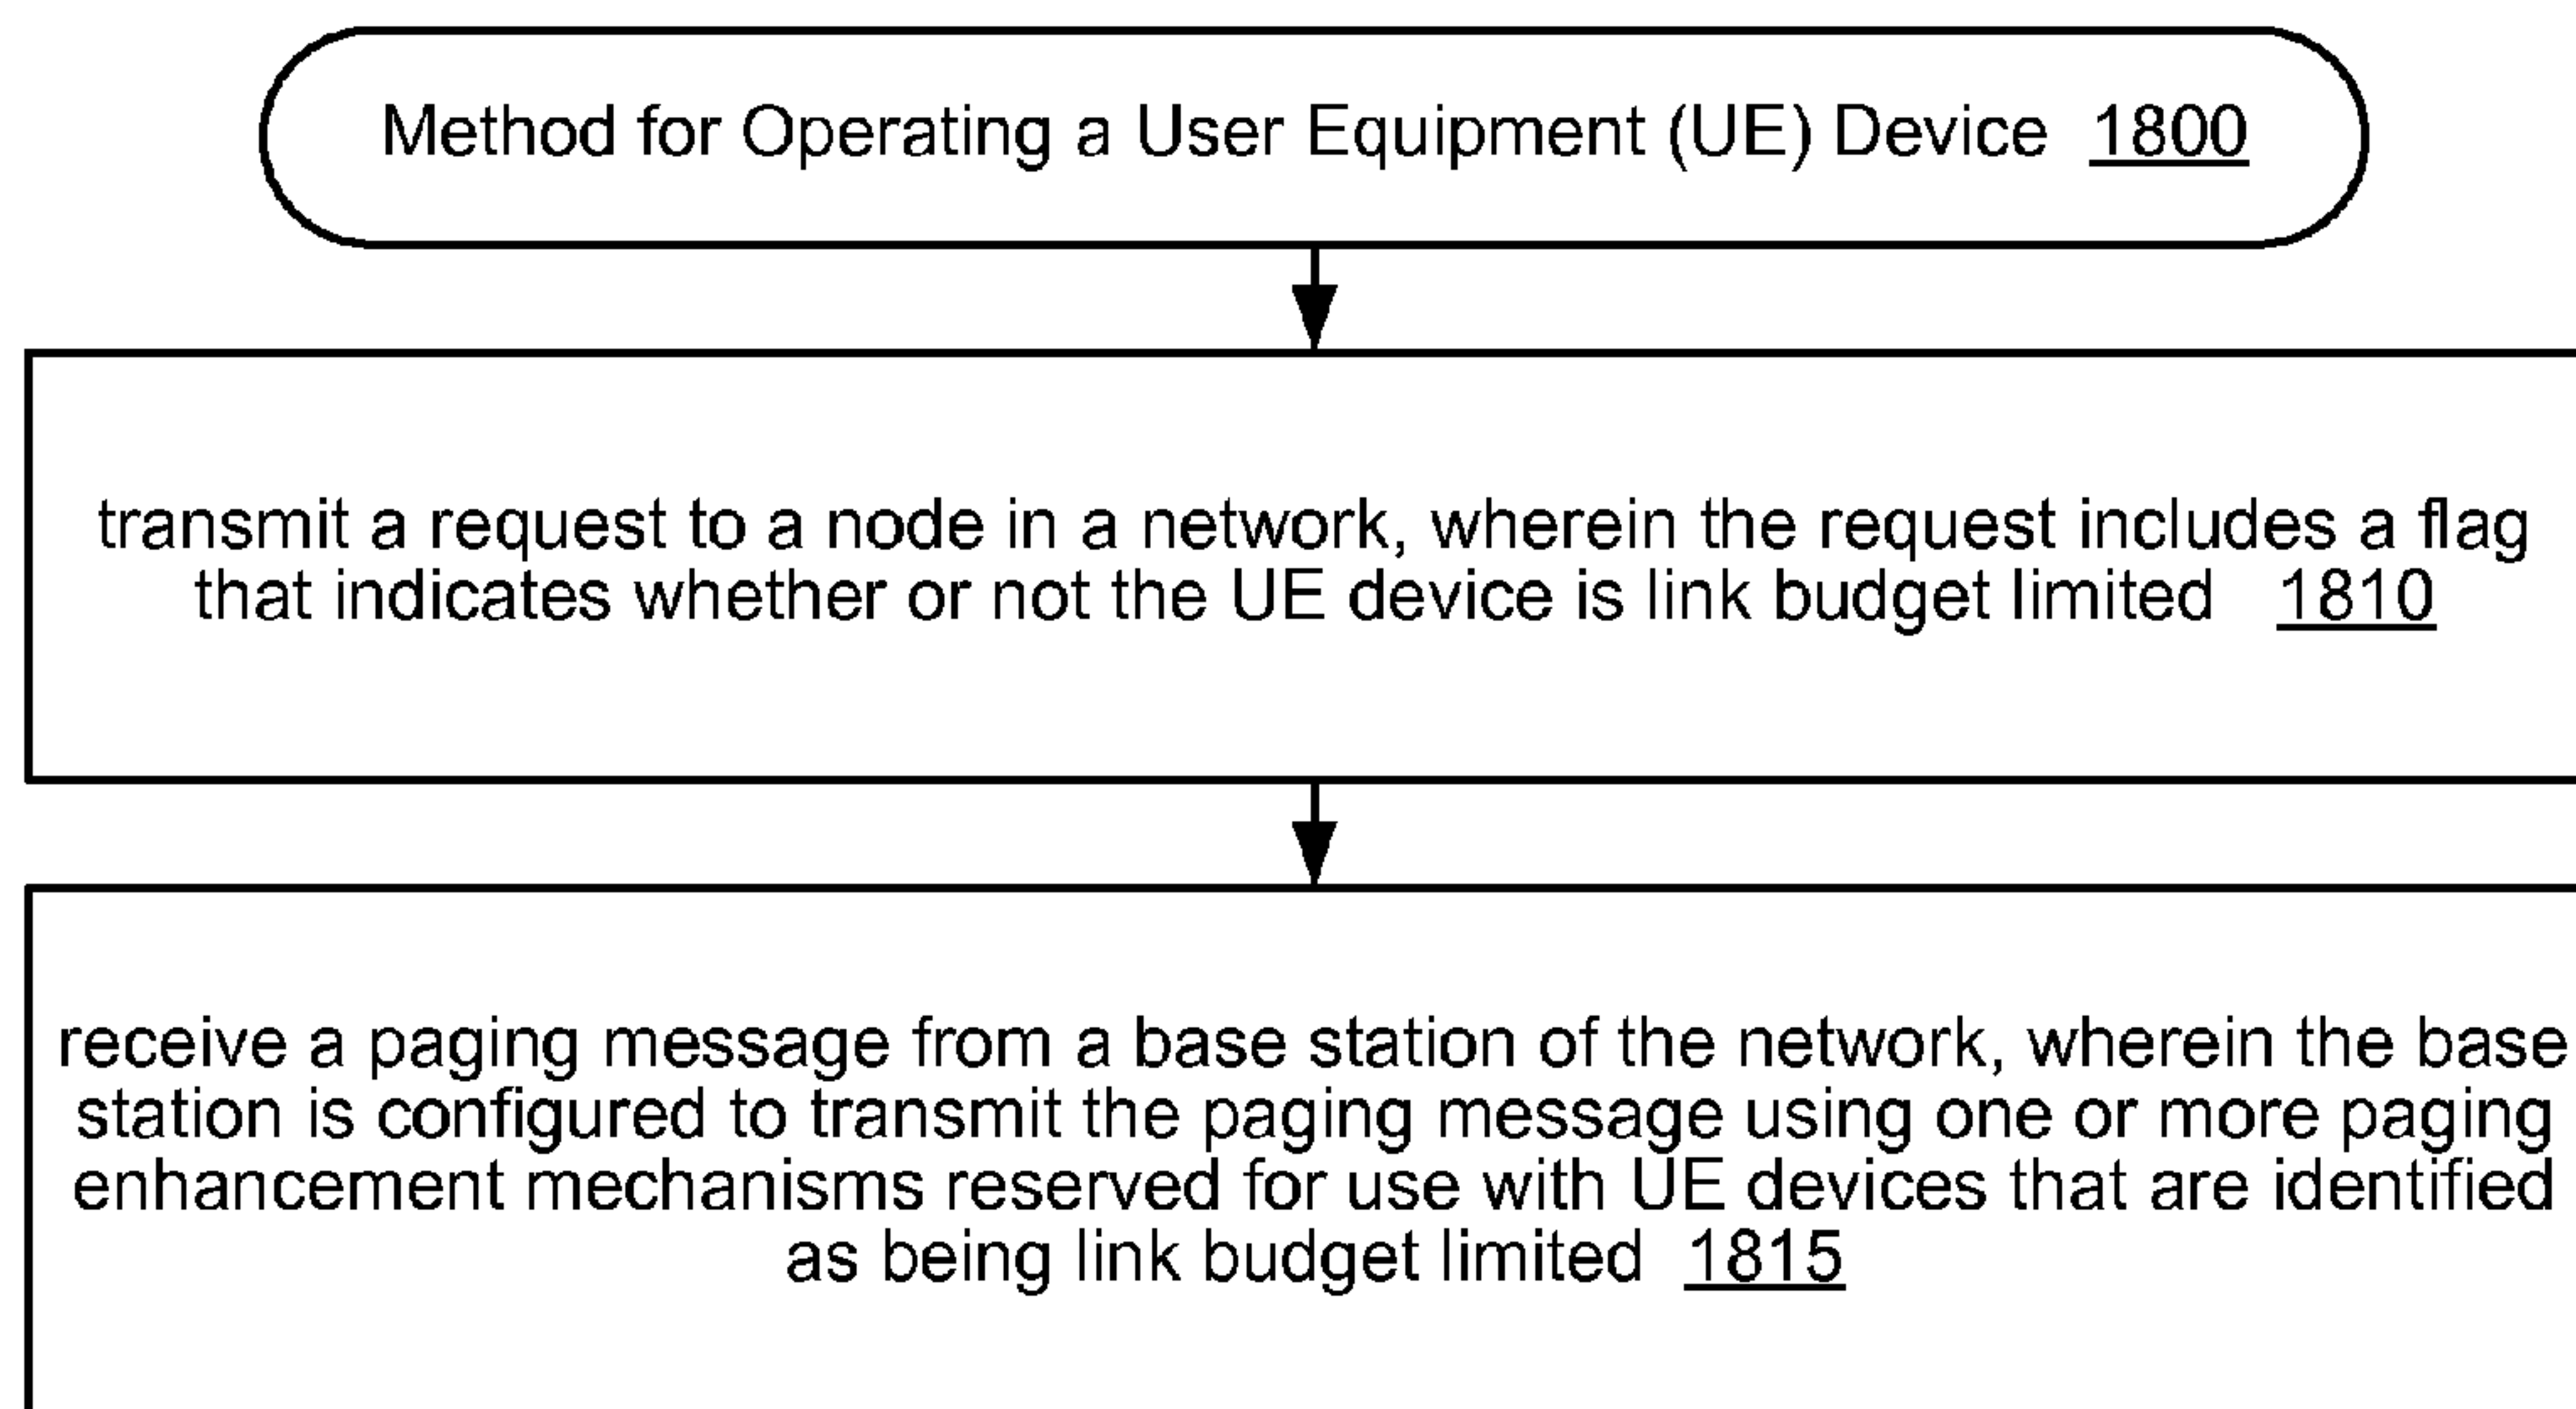 Method for Operating a User Equipment (UE) Device 1800
transmit a request to a node in a network, wherein the request includes a flag
that indicates whether or not the UE device is link budget limited 1810
receive a paging message from a base station of the network, wherein the base
station is configured to transmit the paging message using one or more paging
enhancement mechanisms reserved for use with UE devices that are identified
as being link budget limited 1815